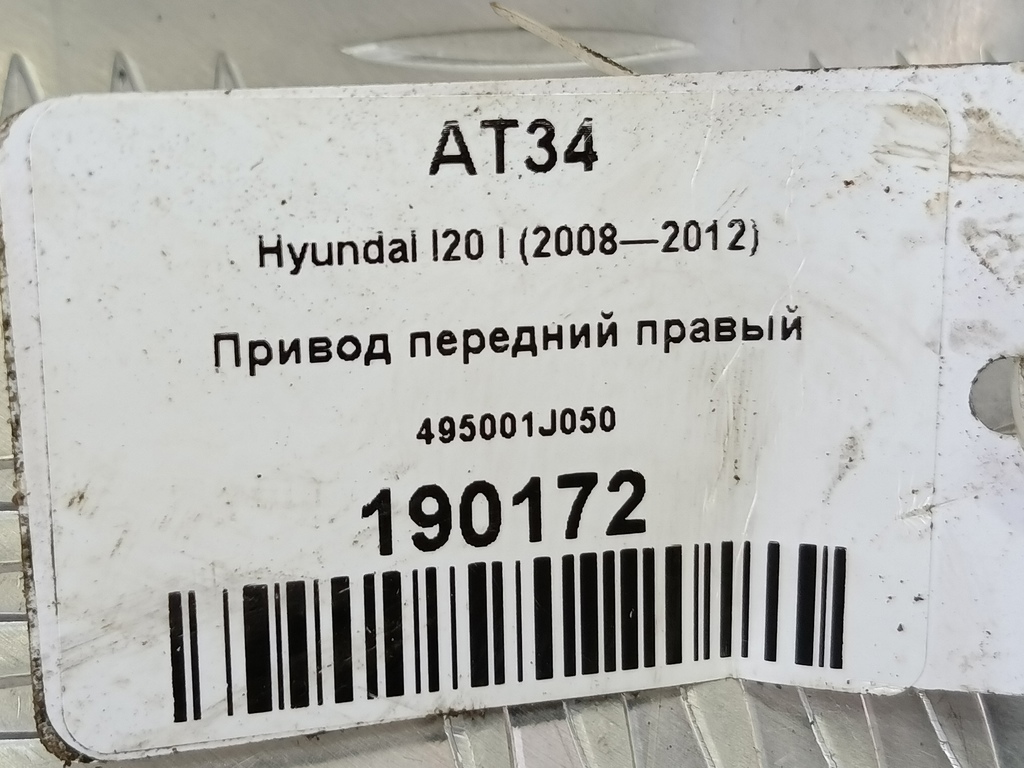 AT34
Hyundai I20 I (2008—2012)
Привод передний правый
495001J050
190172